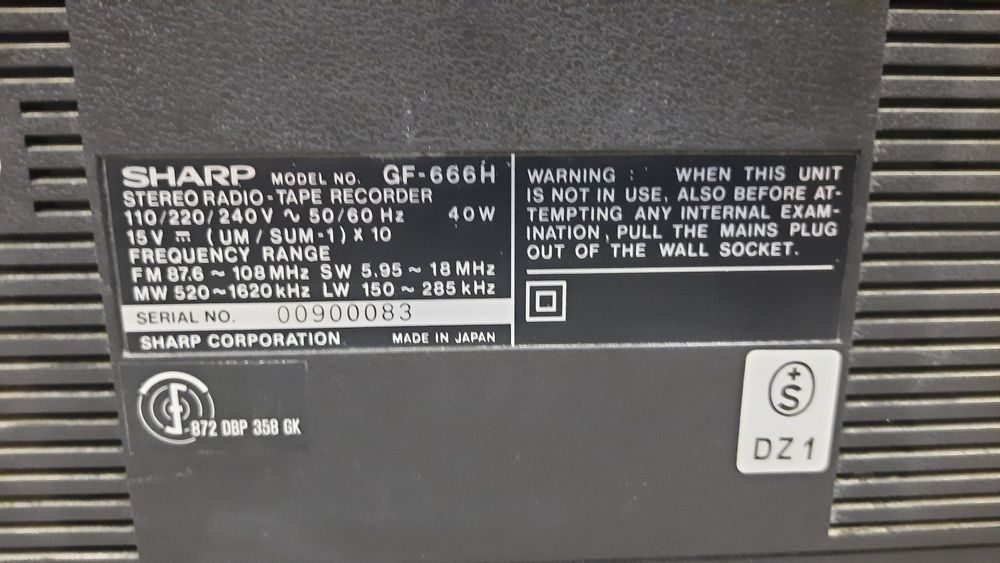 SHARP MODEL NO. GF-666H
STEREO RADIO-TAPE RECORDER
110/220/240V ~ 50/60 Hz 40W
15V ⎓ (UM/SUM-1) X 10
FREQUENCY RANGE
FM 87.6 ~ 108 MHz SW 5.95 ~ 18 MHz
MW 520 ~ 1620 kHz LW 150 ~ 285 kHz
SERIAL NO. 00900083
SHARP CORPORATION MADE IN JAPAN
WARNING : WHEN THIS UNIT
IS NOT IN USE, ALSO BEFORE AT-
TEMPTING ANY INTERNAL EXAM-
INATION, PULL THE MAINS PLUG
OUT OF THE WALL SOCKET.
872 DBP 358 GK
+
S
DZ1